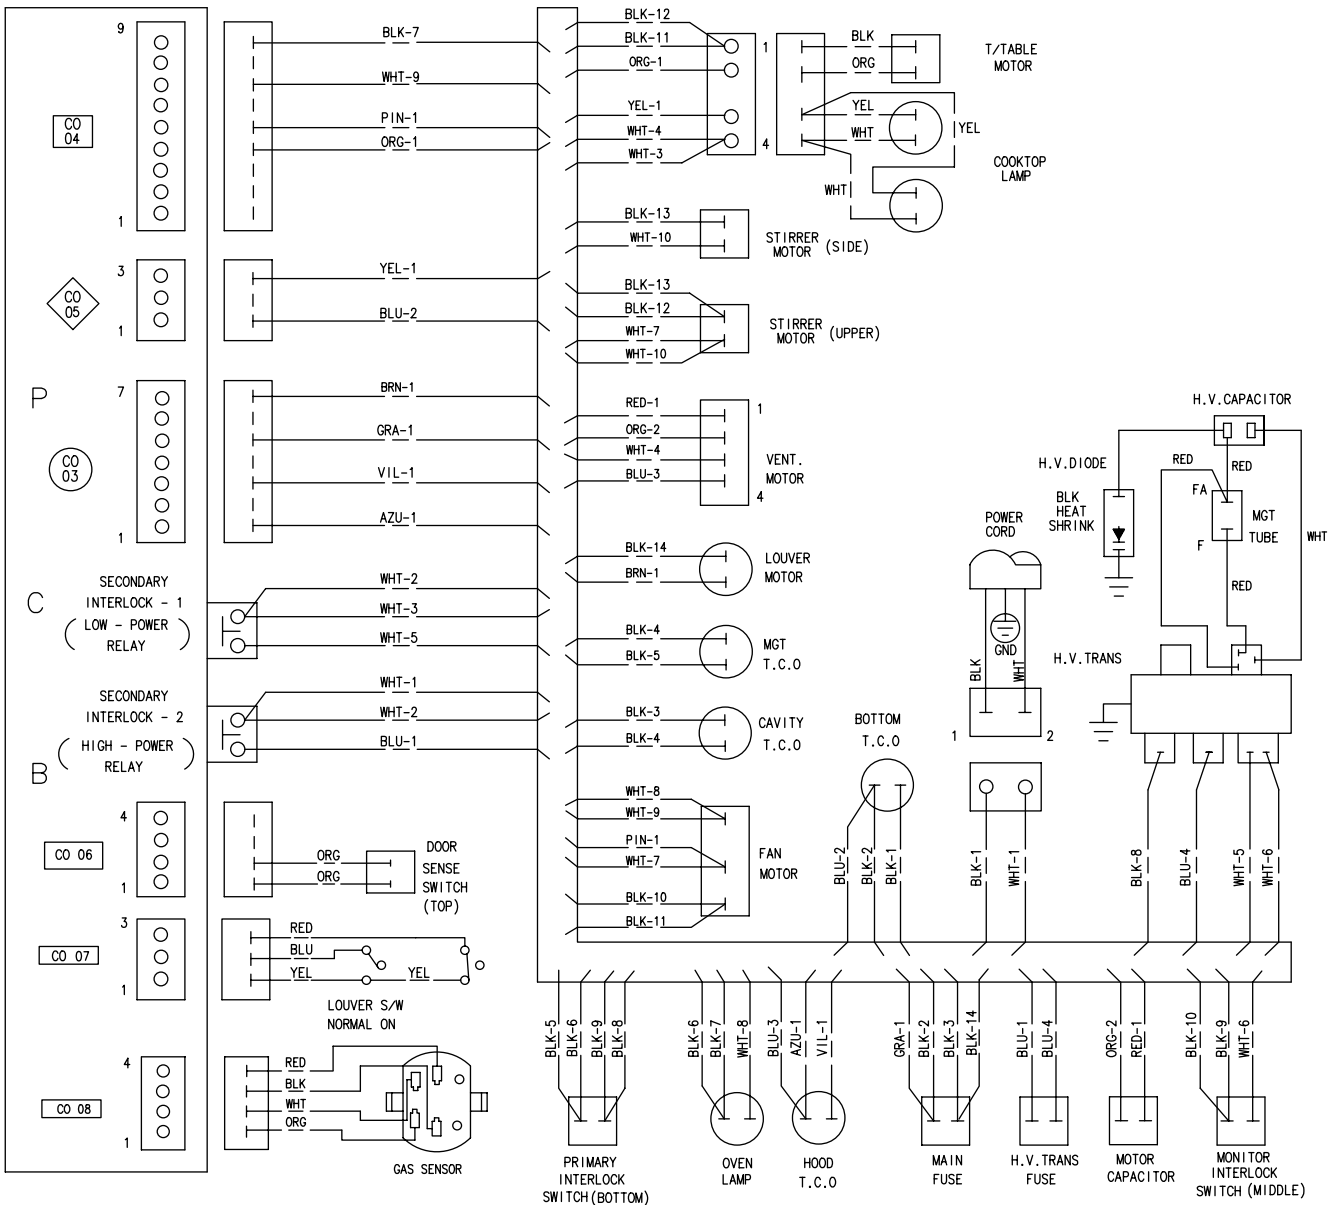 9
CO
04
1
BLK-7
WHT-9
PIN-1
ORG-1
3
CO
05
1
YEL-1
BLU-2
P
7
CO
03
1
BRN-1
GRA-1
VIL-1
AZU-1
C
SECONDARY
INTERLOCK - 1
(LOW - POWER
RELAY)
WHT-2
WHT-3
WHT-5
SECONDARY
INTERLOCK - 2
(HIGH - POWER
RELAY)
B
WHT-1
WHT-2
BLU-1
4
CO 06
1
ORG
ORG
DOOR
SENSE
SWITCH
(TOP)
3
CO 07
1
RED
BLU
YEL
YEL
LOUVER S/W
NORMAL ON
4
CO 08
1
RED
BLK
WHT
ORG
GAS SENSOR
BLK-12
BLK-11
ORG-1
YEL-1
WHT-4
WHT-3
1
4
BLK
ORG
T/TABLE
MOTOR
YEL
WHT
YEL
WHT
COOKTOP
LAMP
BLK-13
WHT-10
STIRRER (SIDE)
MOTOR
BLK-13
BLK-12
WHT-7
WHT-10
STIRRER (UPPER)
MOTOR
RED-1
ORG-2
WHT-4
BLU-3
1
4
VENT.
MOTOR
BLK-14
BRN-1
LOUVER
MOTOR
BLK-4
BLK-5
MGT
T.C.O
BLK-3
BLK-4
CAVITY
T.C.O
WHT-8
WHT-9
PIN-1
WHT-7
BLK-10
BLK-11
FAN
MOTOR
BOTTOM
T.C.O
BLU-2
BLK-2
BLK-1
POWER
CORD
GND
BLK
WHT
1
2
BLK-1
WHT-1
H.V.CAPACITOR
H.V.DIODE
BLK
HEAT
SHRINK
RED
RED
FA
F
MGT
TUBE
WHT
RED
H.V.TRANS
BLK-8
BLU-4
WHT-5
WHT-6
BLK-5
BLK-6
BLK-9
BLK-8
PRIMARY
INTERLOCK
SWITCH(BOTTOM)
BLK-6
BLK-7
WHT-8
OVEN
LAMP
BLU-3
AZU-1
VIL-1
HOOD
T.C.O
GRA-1
BLK-2
BLK-3
BLK-14
MAIN
FUSE
BLU-1
BLU-4
H.V.TRANS
FUSE
ORG-2
RED-1
MOTOR
CAPACITOR
BLK-10
BLK-9
WHT-6
MONITOR
INTERLOCK
SWITCH(MIDDLE)